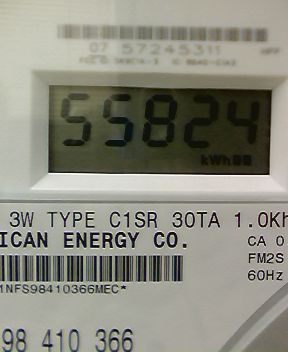 07 57245311
55824
kWh
3W TYPE C1SR 30TA 1.0Kh
ICAN ENERGY CO.
CA 0
FM2S
60Hz
1NFS98410366MEC*
98 410 366